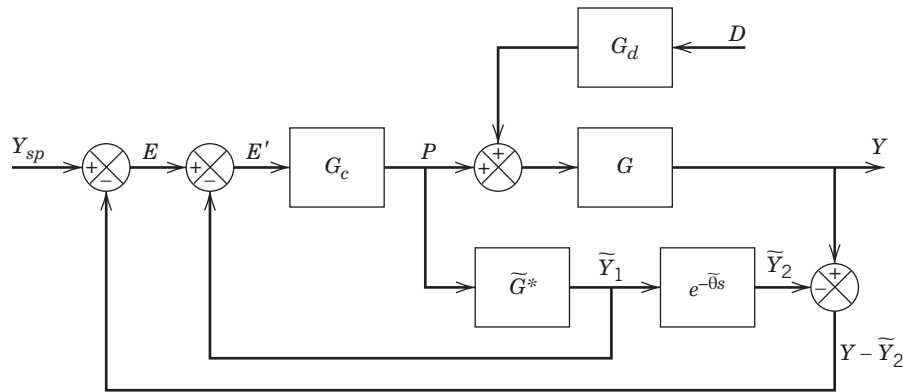 G_d
D
Y_sp
+
−
E
+
−
E′
G_c
P
+
+
G
Y
G̃*
Ỹ_1
e^{−θ̃s}
Ỹ_2
+
−
Y − Ỹ_2